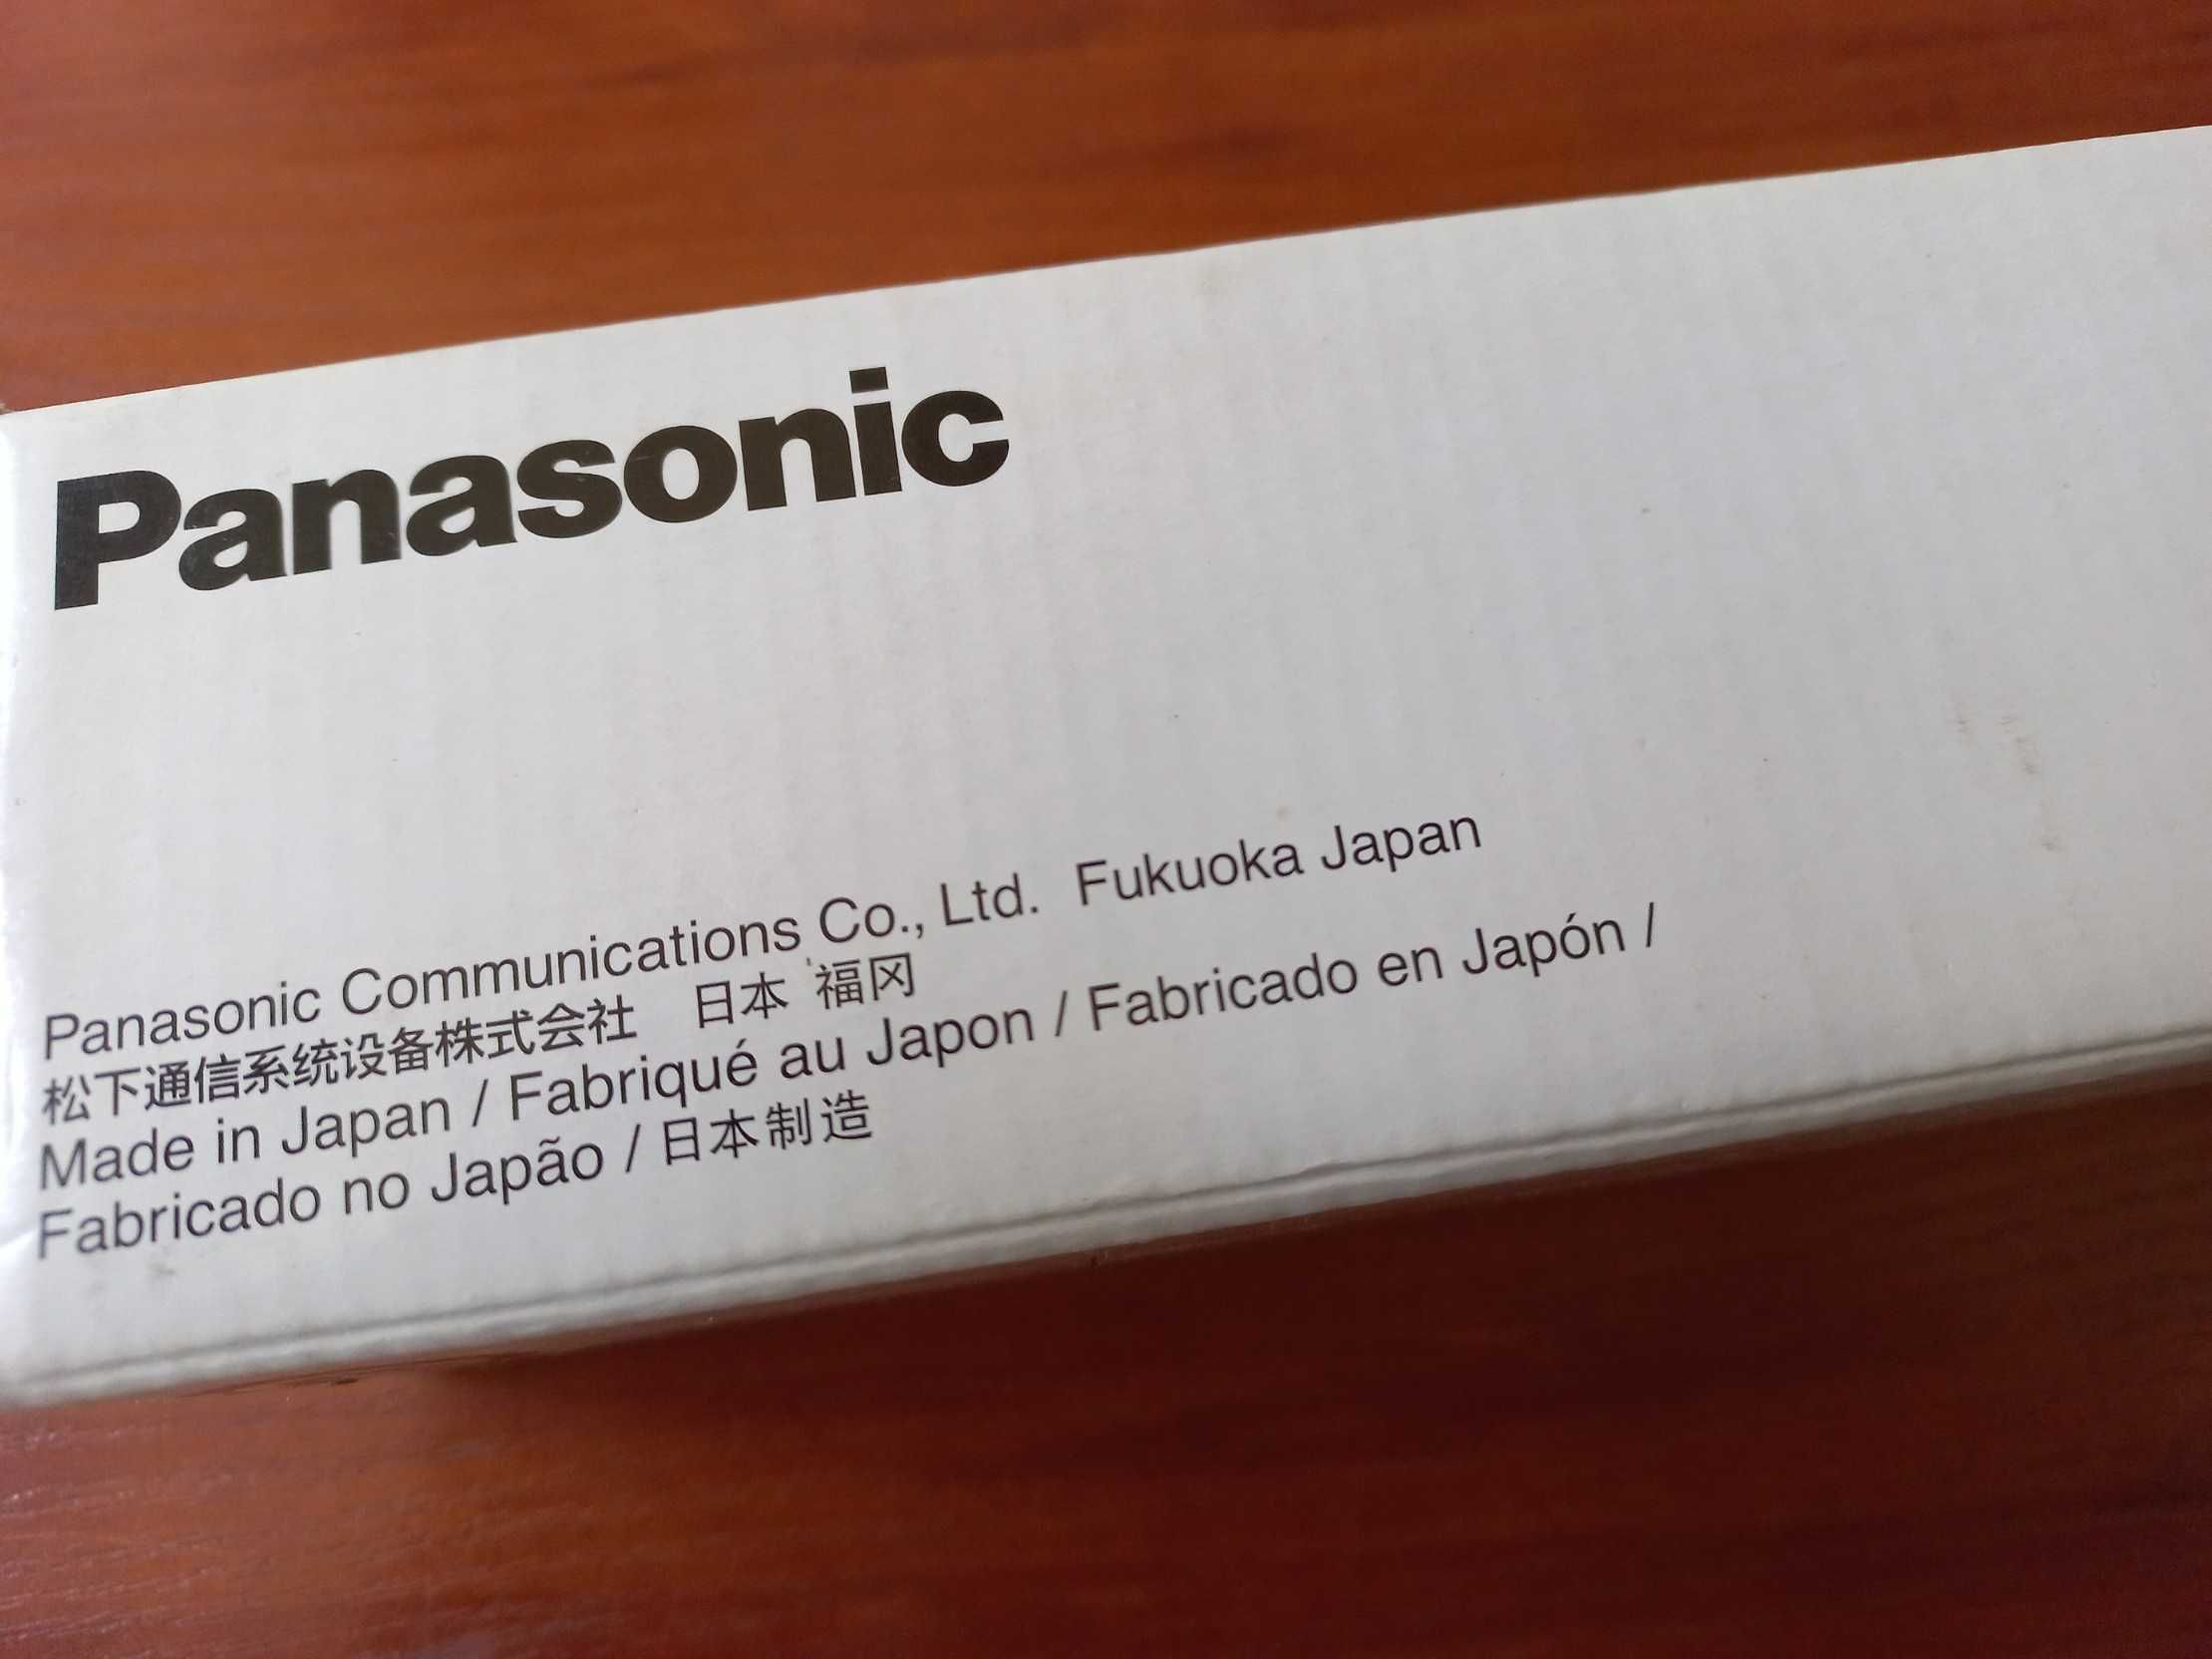 Panasonic
Panasonic Communications Co., Ltd. Fukuoka Japan
松下通信系统设备株式会社 日本 福冈
Made in Japan / Fabriqué au Japon / Fabricado en Japón /
Fabricado no Japão / 日本制造